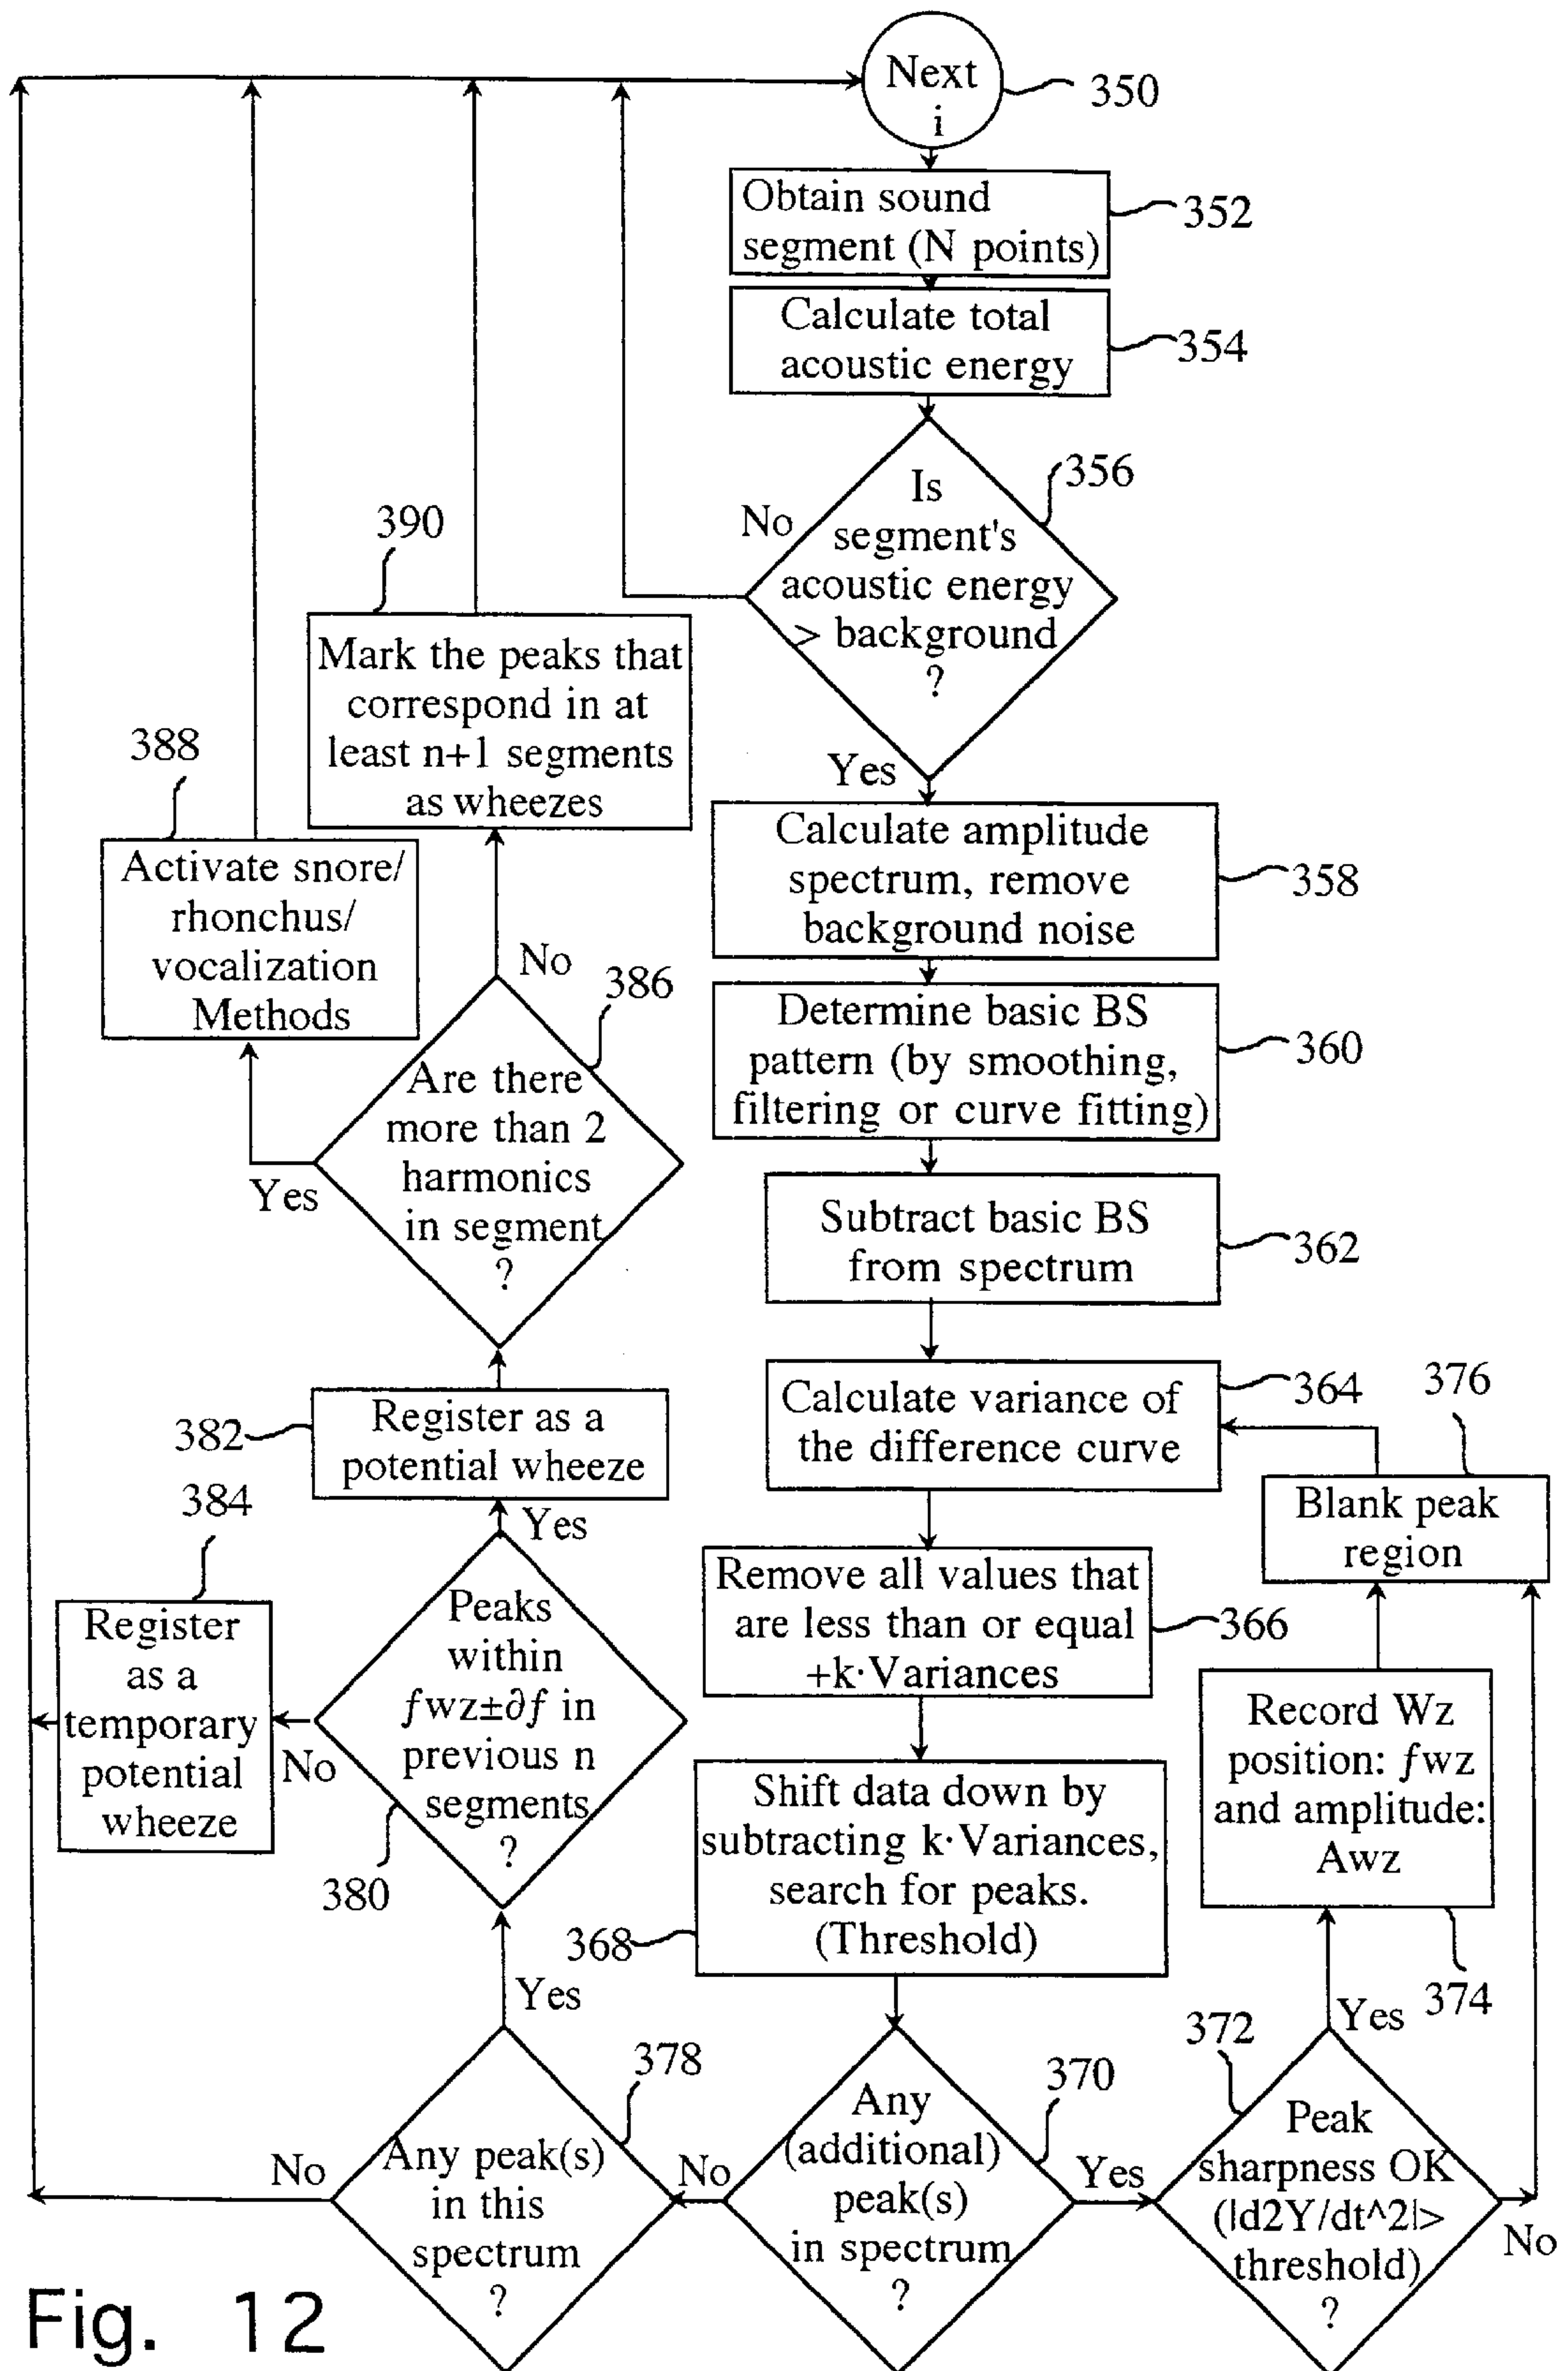 Next
i
350
Obtain sound
segment (N points)
352
Calculate total
acoustic energy
354
Is
segment's
acoustic energy
> background
?
356
No
Yes
Calculate amplitude
spectrum, remove
background noise
358
Determine basic BS
pattern (by smoothing,
filtering or curve fitting)
360
Subtract basic BS
from spectrum
362
Calculate variance of
the difference curve
364
Remove all values that
are less than or equal
+k·Variances
366
Shift data down by
subtracting k·Variances,
search for peaks.
(Threshold)
368
Any
(additional)
peak(s)
in spectrum
?
370
Yes
No
Peak
sharpness OK
(|d2Y/dt^2|>
threshold)
?
372
Yes
No
Record Wz
position: fwz
and amplitude:
Awz
374
Blank peak
region
376
Any peak(s)
in this
spectrum
?
378
No
Yes
Peaks
within
fwz±∂f in
previous n
segments
?
380
No
Yes
Register as a
potential wheeze
382
Register
as a
temporary
potential
wheeze
384
Are there
more than 2
harmonics
in segment
?
386
Yes
No
Activate snore/
rhonchus/
vocalization
Methods
388
Mark the peaks that
correspond in at
least n+1 segments
as wheezes
390
Fig. 12